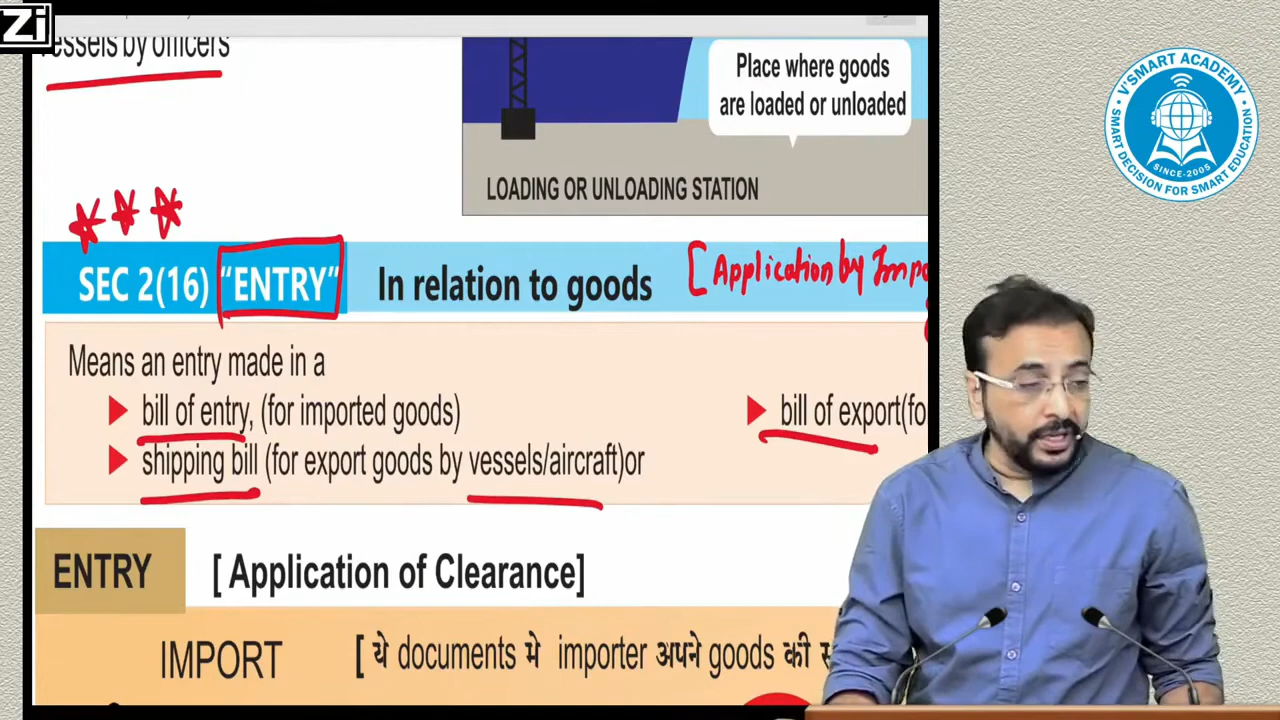 Zi
vessels by officers
Place where goods
are loaded or unloaded
LOADING OR UNLOADING STATION
V'SMART ACADEMY
SINCE-2005
SMART DECISION FOR SMART EDUCATION
SEC 2(16) "ENTRY" In relation to goods [Application by Impo
Means an entry made in a
bill of entry, (for imported goods) bill of export(fo
shipping bill (for export goods by vessels/aircraft)or
ENTRY [ Application of Clearance]
IMPORT [ ये documents मे importer अपने goods की